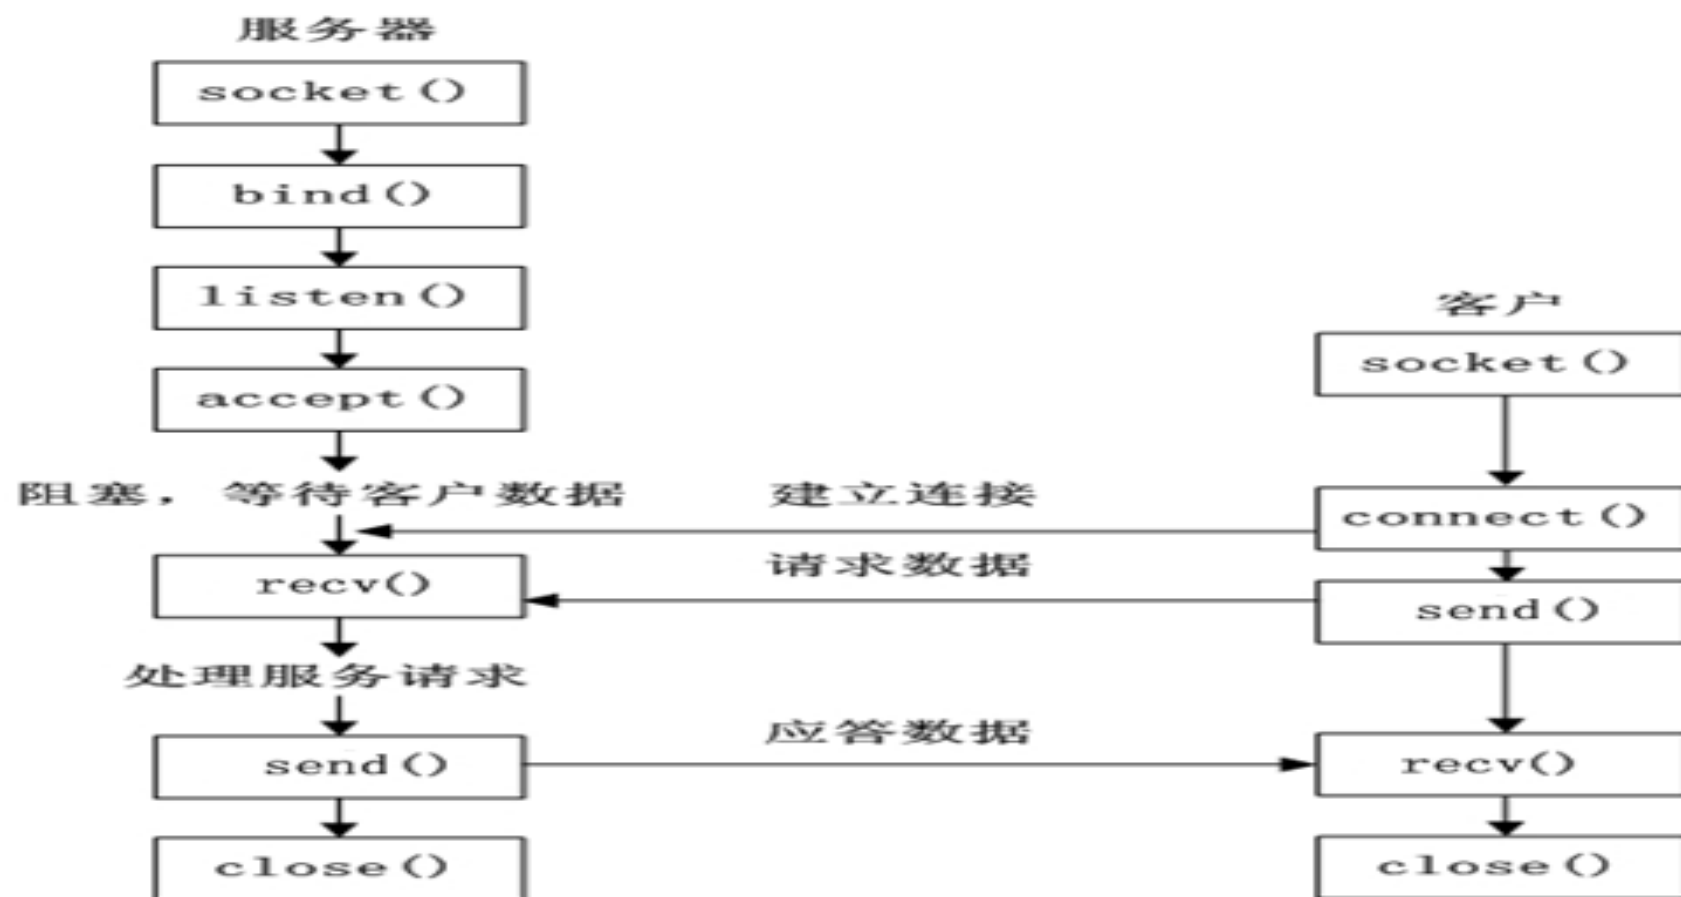 服务器
socket()
bind()
listen()
accept()
阻塞，等待客户数据
recv()
处理服务请求
send()
close()
建立连接
请求数据
应答数据
客户
socket()
connect()
send()
recv()
close()